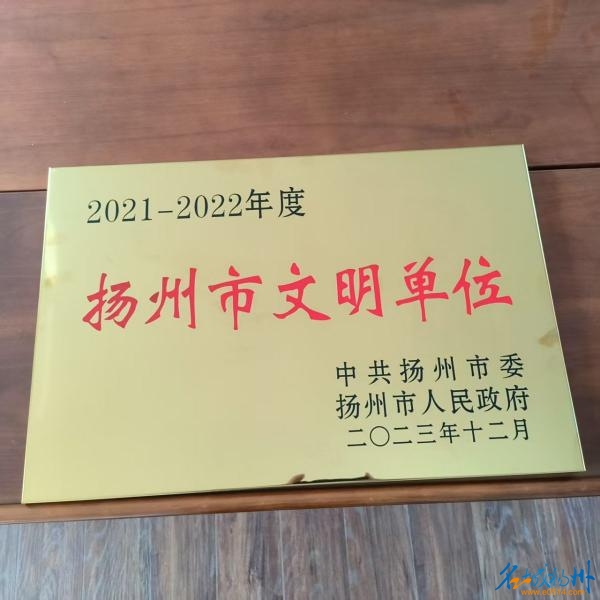 2021-2022年度
扬州市文明单位
中共扬州市委
扬州市人民政府
二〇二三年十二月